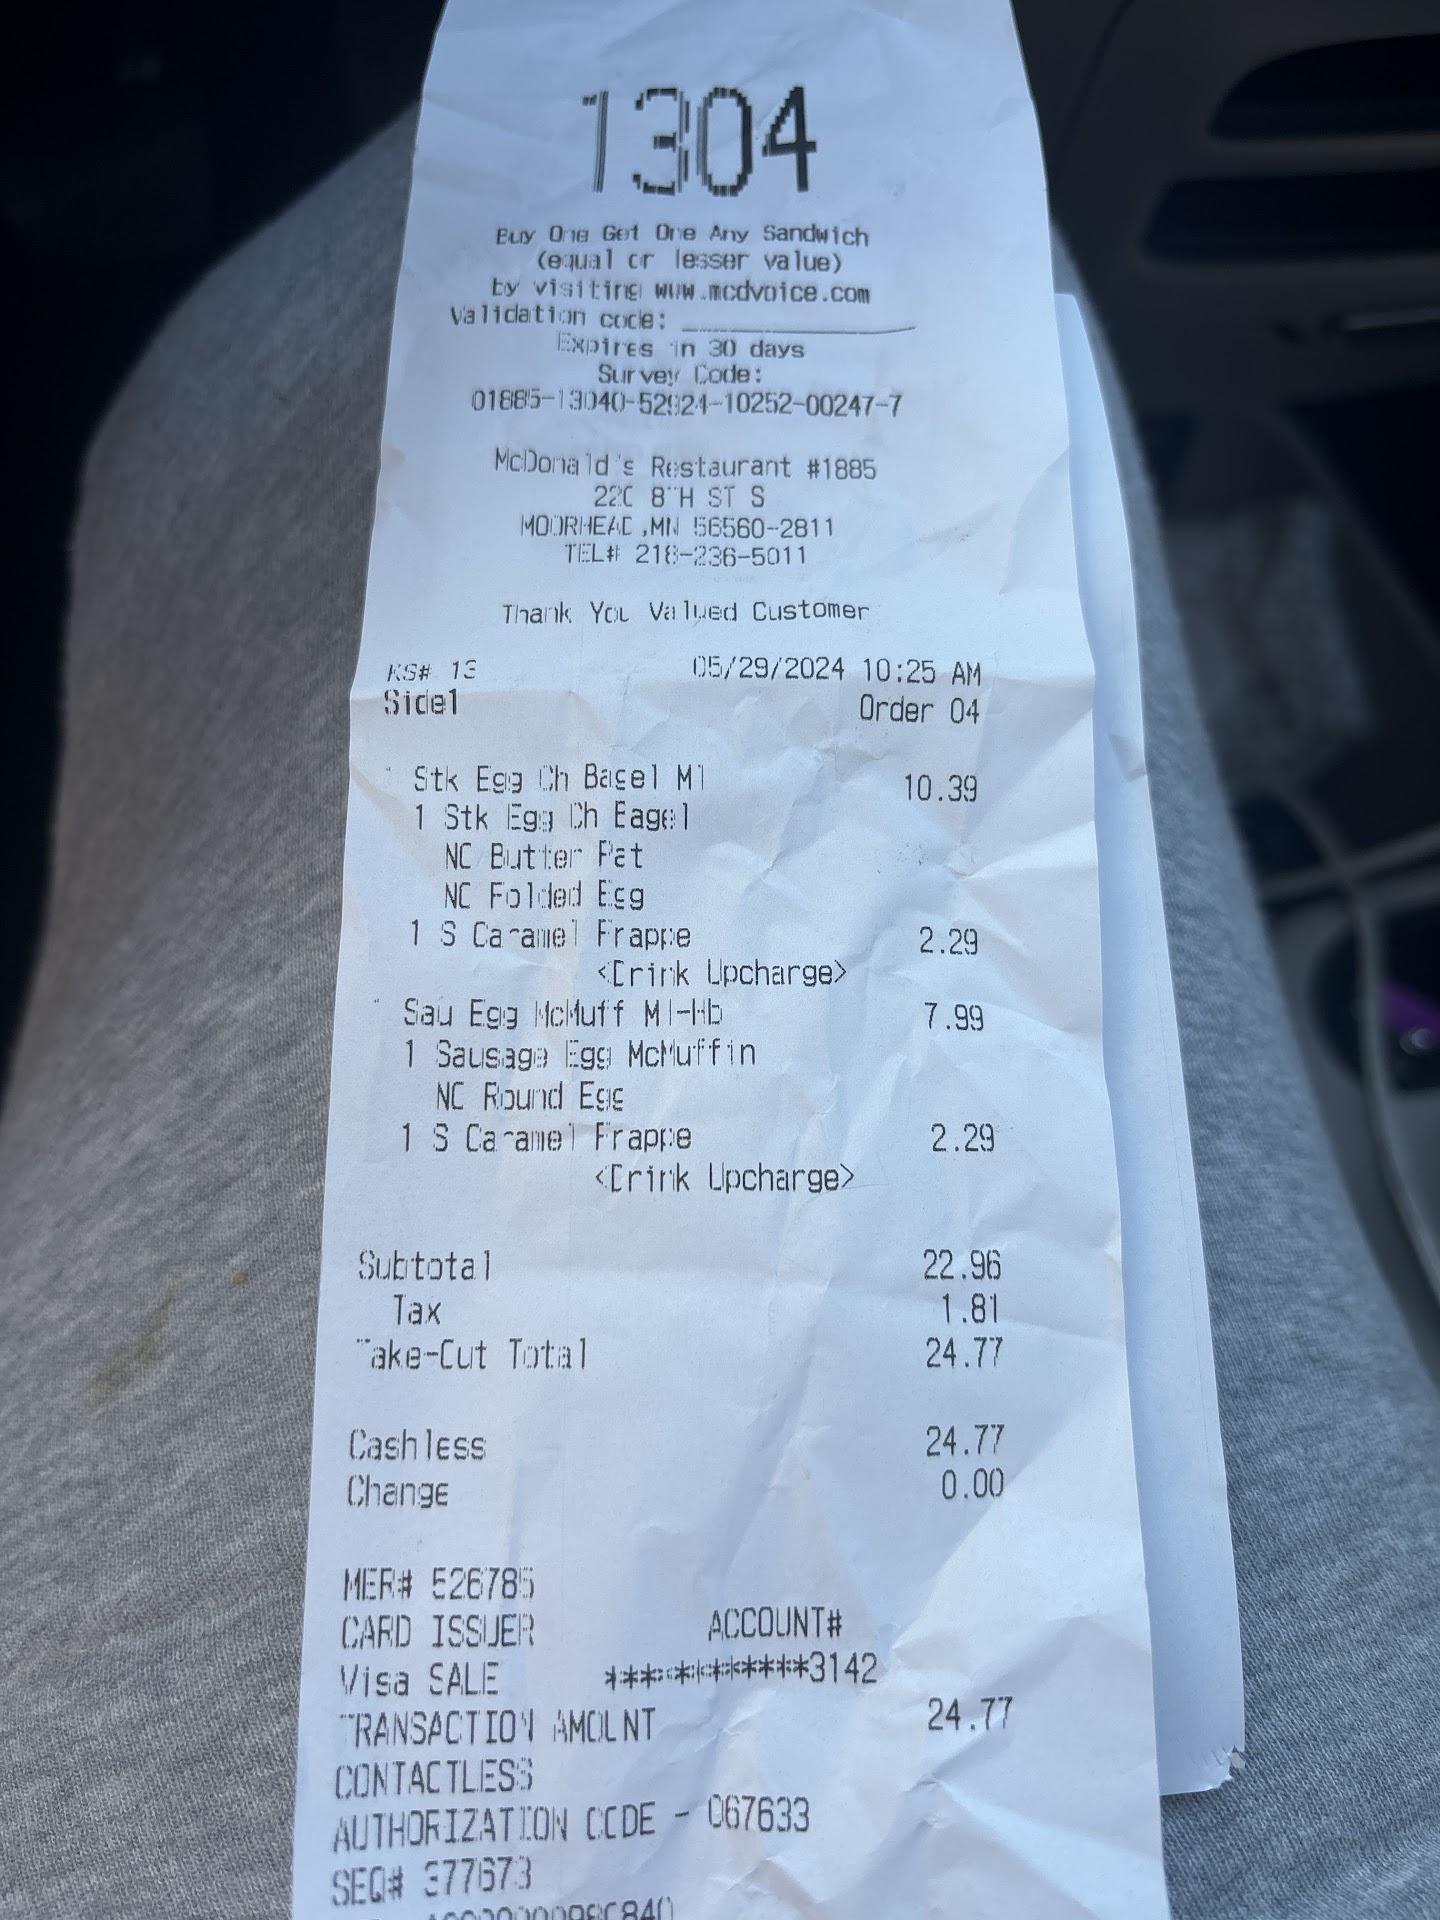 1304
Buy One Get One Any Sandwich
(equal or lesser value)
by visiting www.mcdvoice.com
Validation code: ____________
Expires in 30 days
Survey Code:
01885-13040-52924-10252-00247-7
McDonald's Restaurant #1885
220 8TH ST S
MOORHEAD ,MN 56560-2811
TEL# 218-236-5011
Thank You Valued Customer
KS# 13 05/29/2024 10:25 AM
Side1 Order 04
Stk Egg Ch Bagel Ml 10.39
1 Stk Egg Ch Bagel
NC Butter Pat
NC Folded Egg
1 S Caramel Frappe 2.29
<Drink Upcharge>
Sau Egg McMuff Ml-Hb 7.99
1 Sausage Egg McMuffin
NC Round Egg
1 S Caramel Frappe 2.29
<Drink Upcharge>
Subtotal 22.96
Tax 1.81
Take-Out Total 24.77
Cashless 24.77
Change 0.00
MER# 526785
CARD ISSUER ACCOUNT#
Visa SALE ************3142
TRANSACTION AMOUNT 24.77
CONTACTLESS
AUTHORIZATION CODE - 067633
SEQ# 377673